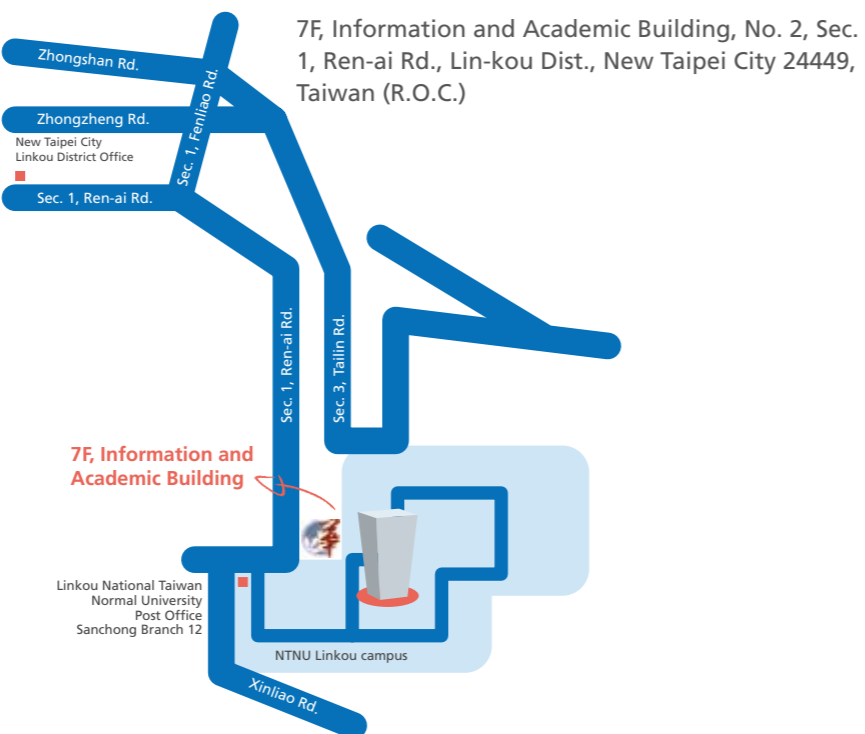 7F, Information and Academic Building, No. 2, Sec.
1, Ren-ai Rd., Lin-kou Dist., New Taipei City 24449,
Taiwan (R.O.C.)
Zhongshan Rd.
Sec. 1, Fenliao Rd.
Zhongzheng Rd.
New Taipei City
Linkou District Office
Sec. 1, Ren-ai Rd.
Sec. 1, Ren-ai Rd.
Sec. 3, Tailin Rd.
7F, Information and
Academic Building
華
Linkou National Taiwan
Normal University
Post Office
Sanchong Branch 12
NTNU Linkou campus
Xinliao Rd.